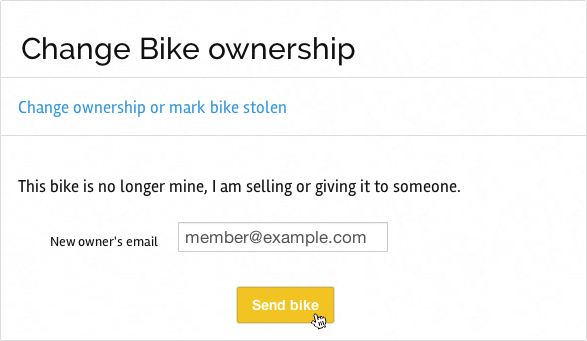 Change Bike ownership
Change ownership or mark bike stolen
This bike is no longer mine, I am selling or giving it to someone.
New owner's email member@example.com
Send bike